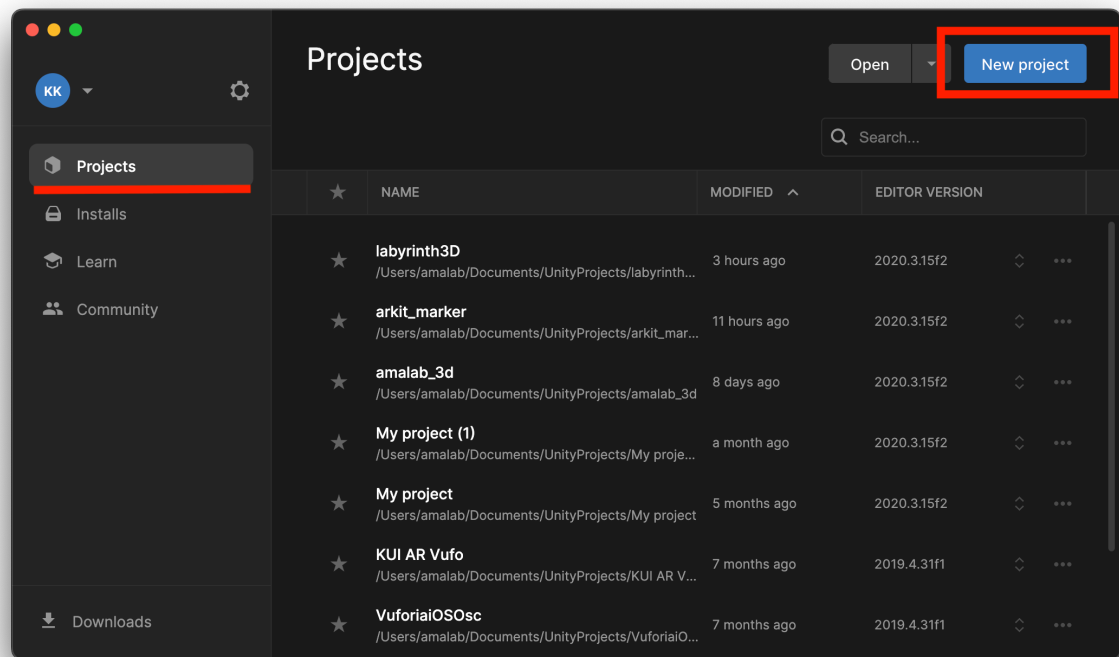 Projects
Open
New project
KK
Search...
Projects
Installs
Learn
Community
Downloads
NAME MODIFIED EDITOR VERSION
labyrinth3D
/Users/amalab/Documents/UnityProjects/labyrinth... 3 hours ago 2020.3.15f2
arkit_marker
/Users/amalab/Documents/UnityProjects/arkit_mar... 11 hours ago 2020.3.15f2
amalab_3d
/Users/amalab/Documents/UnityProjects/amalab_3d 8 days ago 2020.3.15f2
My project (1)
/Users/amalab/Documents/UnityProjects/My proje... a month ago 2020.3.15f2
My project
/Users/amalab/Documents/UnityProjects/My project 5 months ago 2020.3.15f2
KUI AR Vufo
/Users/amalab/Documents/UnityProjects/KUI AR V... 7 months ago 2019.4.31f1
VuforiaiOSOsc
/Users/amalab/Documents/UnityProjects/VuforiaiO... 7 months ago 2019.4.31f1